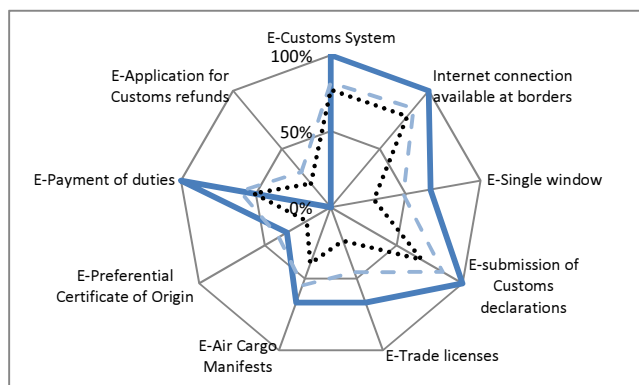 E-Customs System
100%
E-Application for
Customs refunds
Internet connection
available at borders
50%
E-Payment of duties
E-Single window
0%
E-Preferential
Certificate of Origin
E-submission of
Customs
declarations
E-Air Cargo
Manifests
E-Trade licenses